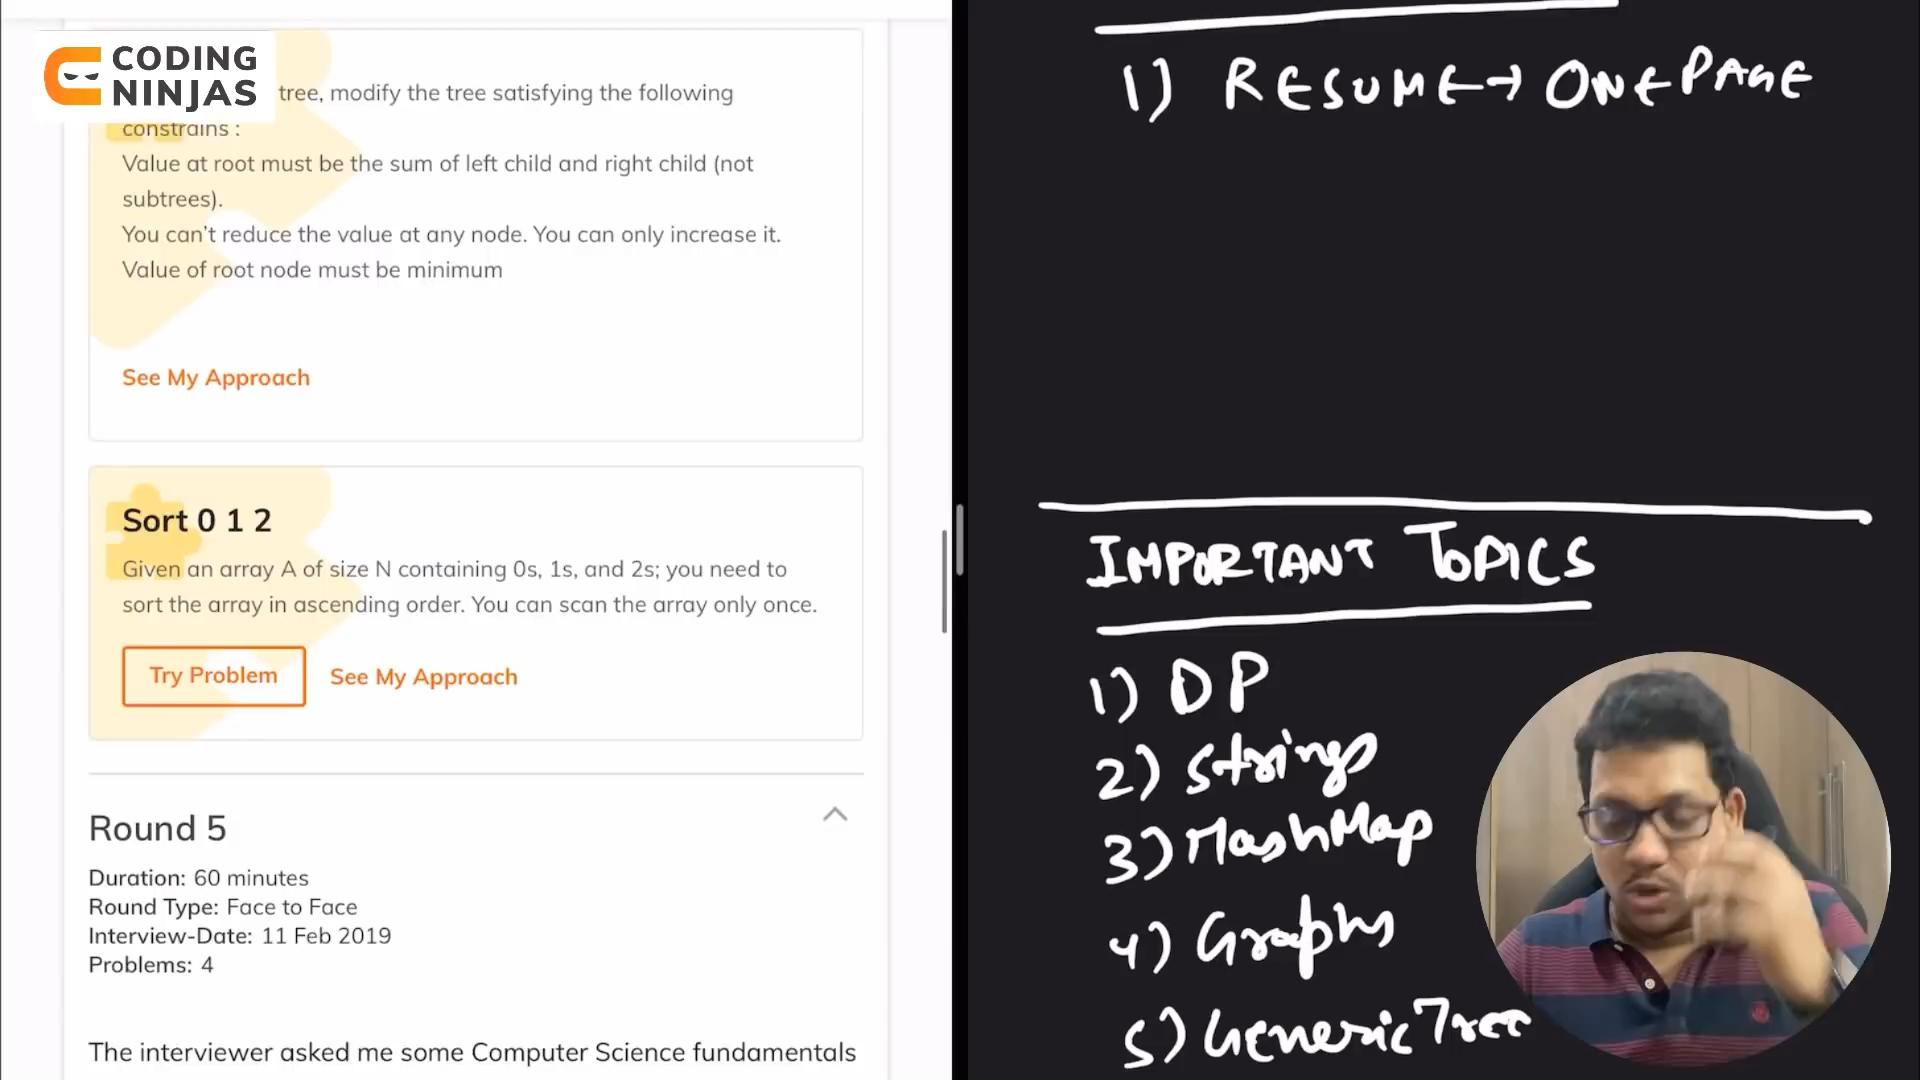 CODING
NINJAS
tree, modify the tree satisfying the following
constrains :
Value at root must be the sum of left child and right child (not
subtrees).
You can't reduce the value at any node. You can only increase it.
Value of root node must be minimum
See My Approach
Sort 0 1 2
Given an array A of size N containing 0s, 1s, and 2s; you need to
sort the array in ascending order. You can scan the array only once.
Try Problem See My Approach
Round 5
Duration: 60 minutes
Round Type: Face to Face
Interview-Date: 11 Feb 2019
Problems: 4
The interviewer asked me some Computer Science fundamentals
1) RESUME → ONE PAGE
IMPORTANT TOPICS
1) DP
2) Strings
3) HashMap
4) Graphs
5) Generic Tree